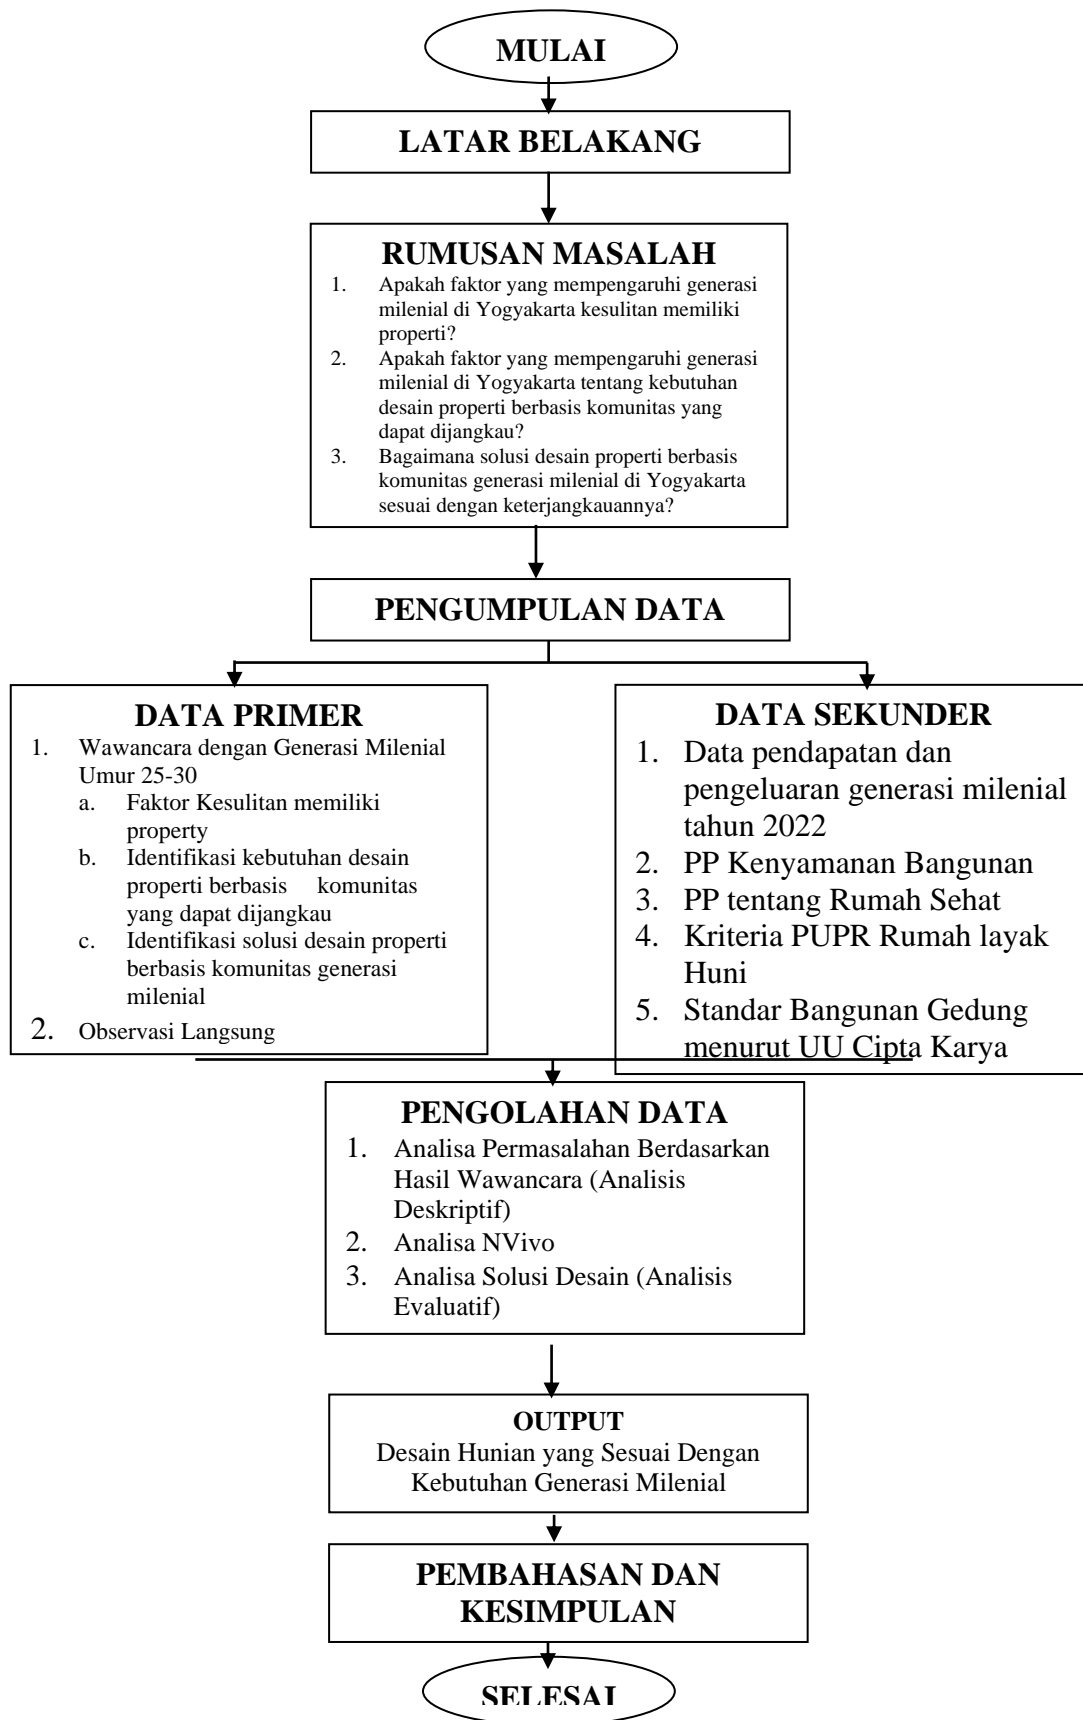 MULAI
LATAR BELAKANG
RUMUSAN MASALAH
1. Apakah faktor yang mempengaruhi generasi
milenial di Yogyakarta kesulitan memiliki
properti?
2. Apakah faktor yang mempengaruhi generasi
milenial di Yogyakarta tentang kebutuhan
desain properti berbasis komunitas yang
dapat dijangkau?
3. Bagaimana solusi desain properti berbasis
komunitas generasi milenial di Yogyakarta
sesuai dengan keterjangkauannya?
PENGUMPULAN DATA
DATA PRIMER
1. Wawancara dengan Generasi Milenial
Umur 25-30
a. Faktor Kesulitan memiliki
property
b. Identifikasi kebutuhan desain
properti berbasis komunitas
yang dapat dijangkau
c. Identifikasi solusi desain properti
berbasis komunitas generasi
milenial
2. Observasi Langsung
DATA SEKUNDER
1. Data pendapatan dan
pengeluaran generasi milenial
tahun 2022
2. PP Kenyamanan Bangunan
3. PP tentang Rumah Sehat
4. Kriteria PUPR Rumah layak
Huni
5. Standar Bangunan Gedung
menurut UU Cipta Karya
PENGOLAHAN DATA
1. Analisa Permasalahan Berdasarkan
Hasil Wawancara (Analisis
Deskriptif)
2. Analisa NVivo
3. Analisa Solusi Desain (Analisis
Evaluatif)
OUTPUT
Desain Hunian yang Sesuai Dengan
Kebutuhan Generasi Milenial
PEMBAHASAN DAN
KESIMPULAN
SELESAI